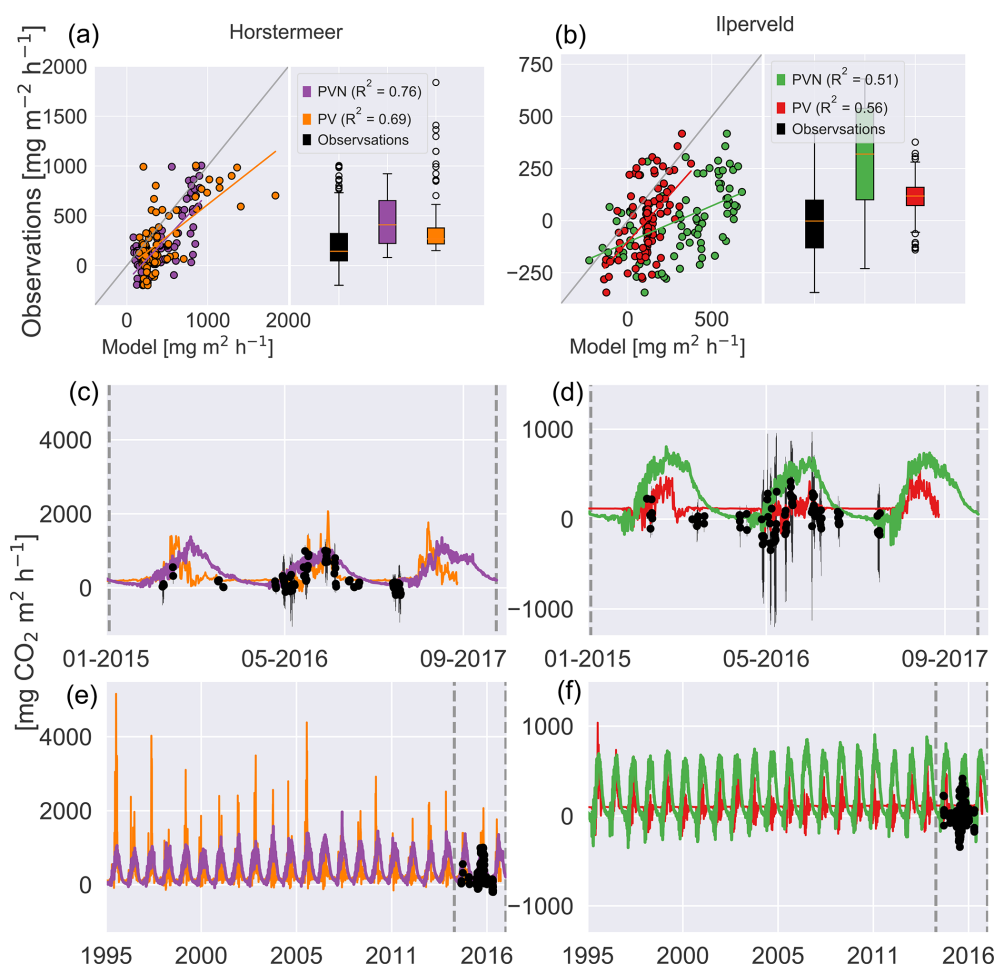 (a)
Horstermeer
(b)
Ilperveld
Observations [mg m⁻² h⁻¹]
2000
1500
1000
500
0
PVN (R² = 0.76)
PV (R² = 0.69)
Obsersvsations
0
1000
2000
Model [mg m² h⁻¹]
750
500
250
0
−250
PVN (R² = 0.51)
PV (R² = 0.56)
Obsersvsations
0
500
Model [mg m² h⁻¹]
[mg CO₂ m² h⁻¹]
(c)
4000
2000
0
01-2015
05-2016
09-2017
(d)
1000
0
−1000
01-2015
05-2016
09-2017
(e)
4000
2000
0
1995
2000
2005
2011
2016
(f)
1000
0
−1000
1995
2000
2005
2011
2016